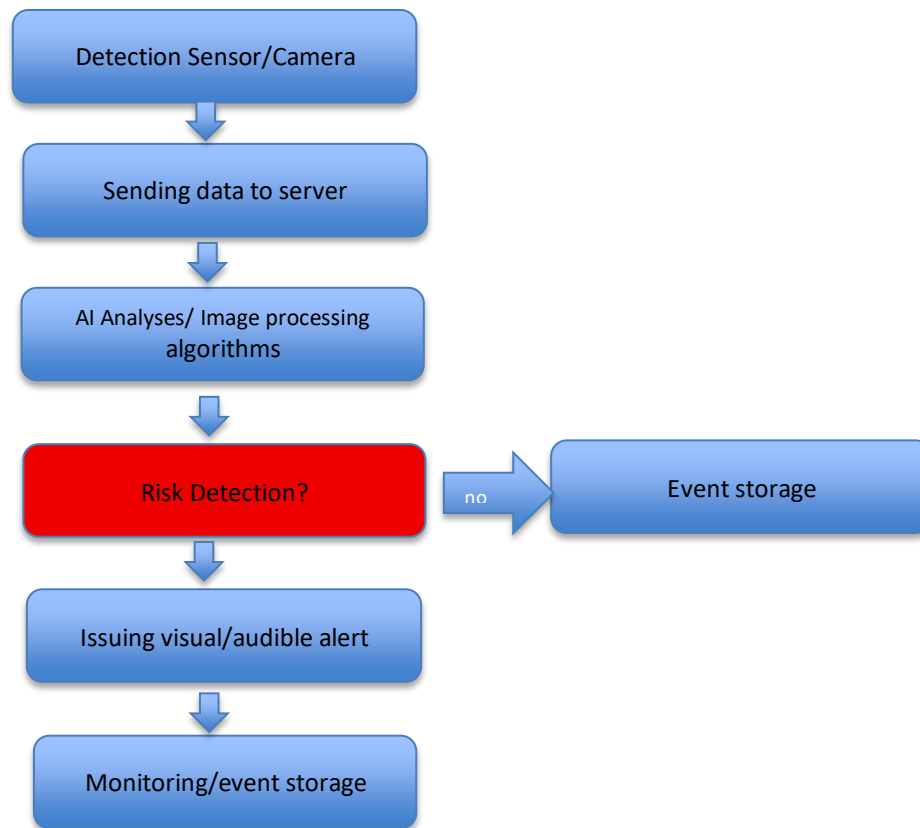 Detection Sensor/Camera
Sending data to server
AI Analyses/ Image processing
algorithms
Risk Detection?
no
Event storage
Issuing visual/audible alert
Monitoring/event storage